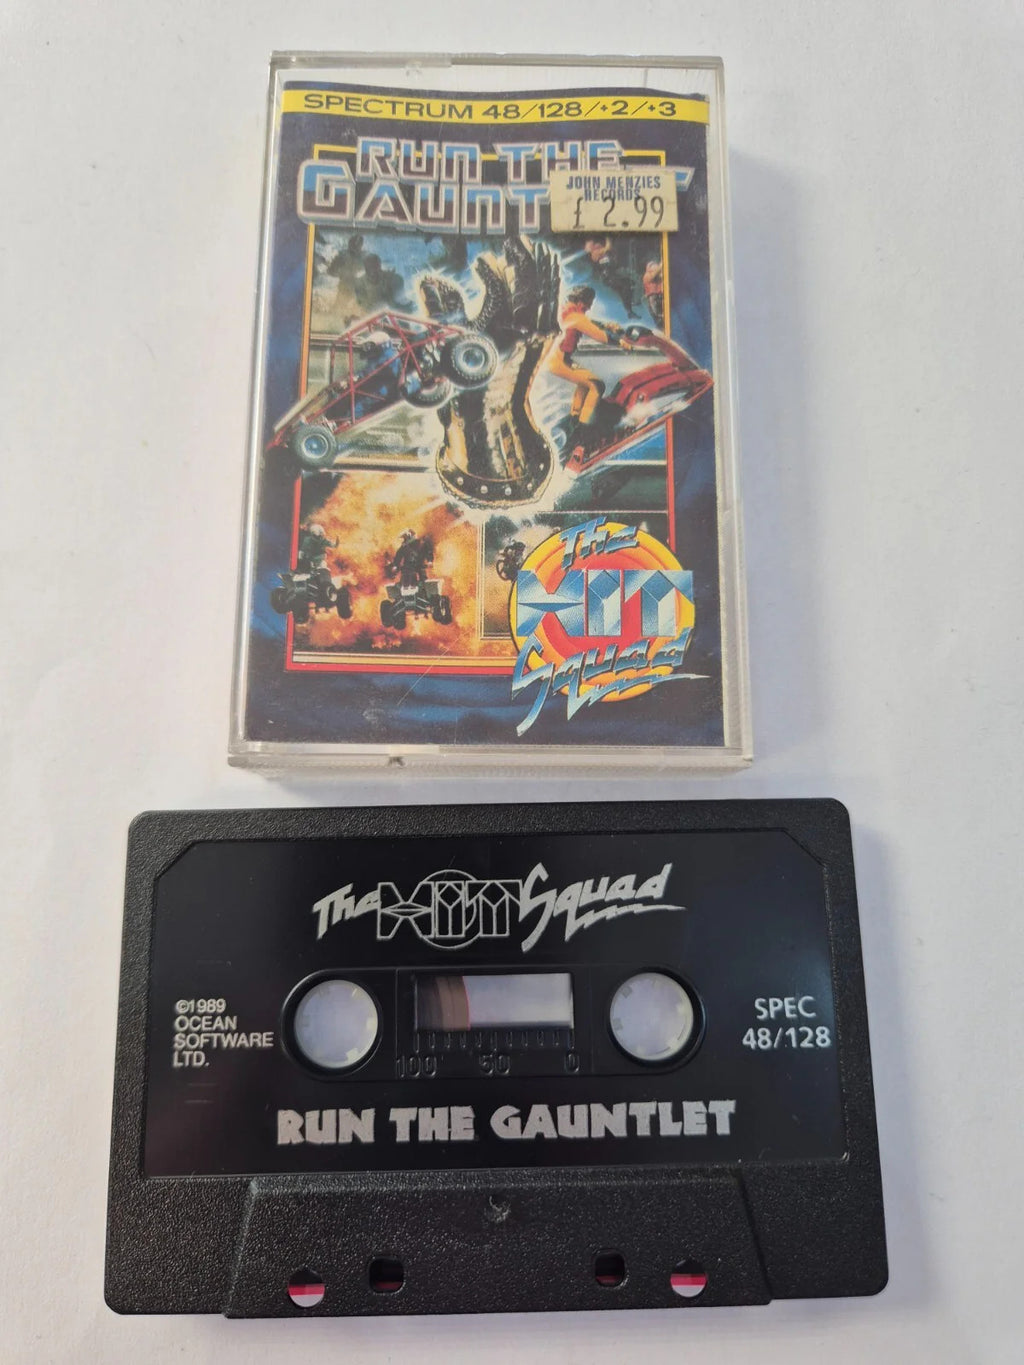 SPECTRUM 48/128/+2/+3
RUN THE
GAUNT
JOHN MENZIES
RECORDS
£ 2.99
The
HIT
Squad
The HIT Squad
©1989
OCEAN
SOFTWARE
LTD.
SPEC
48/128
100 50 0
RUN THE GAUNTLET